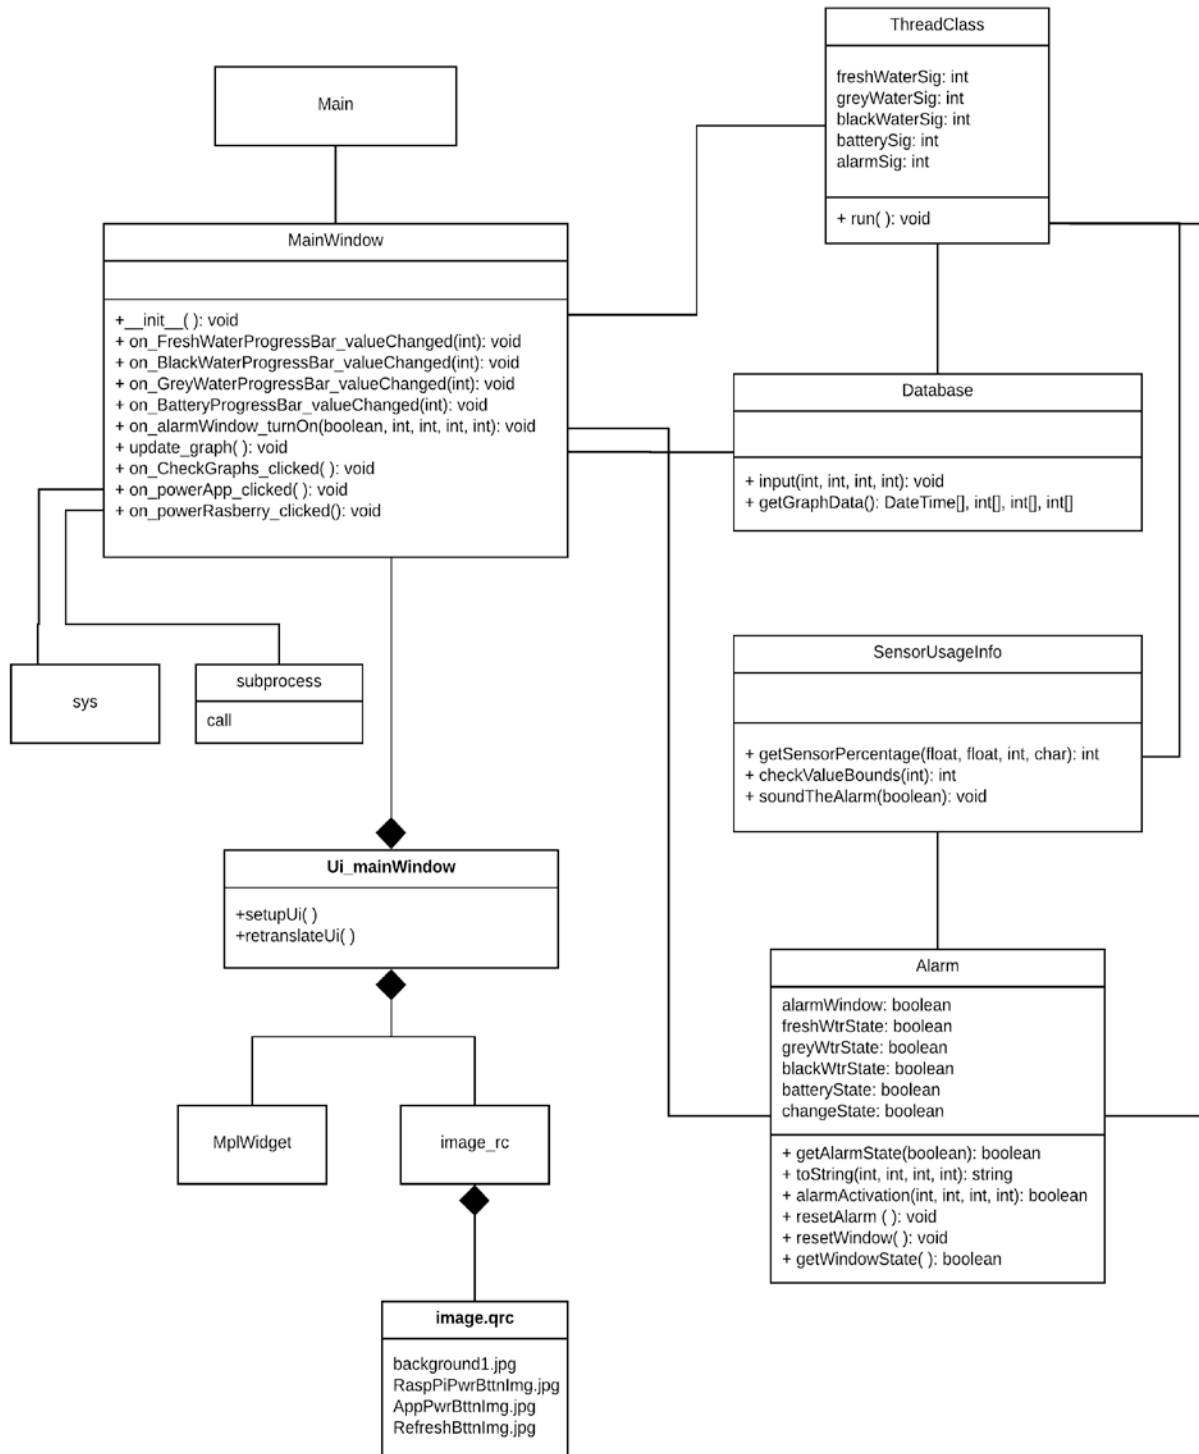 ThreadClass
freshWaterSig: int
greyWaterSig: int
blackWaterSig: int
batterySig: int
alarmSig: int
+ run( ): void
Main
MainWindow
+__init__( ): void
+ on_FreshWaterProgressBar_valueChanged(int): void
+ on_BlackWaterProgressBar_valueChanged(int): void
+ on_GreyWaterProgressBar_valueChanged(int): void
+ on_BatteryProgressBar_valueChanged(int): void
+ on_alarmWindow_turnOn(boolean, int, int, int, int): void
+ update_graph( ): void
+ on_CheckGraphs_clicked( ): void
+ on_powerApp_clicked( ): void
+ on_powerRasberry_clicked(): void
Database
+ input(int, int, int, int): void
+ getGraphData(): DateTime[], int[], int[], int[]
sys
subprocess
call
SensorUsageInfo
+ getSensorPercentage(float, float, int, char): int
+ checkValueBounds(int): int
+ soundTheAlarm(boolean): void
Ui_mainWindow
+setupUi( )
+retranslateUi( )
Alarm
alarmWindow: boolean
freshWtrState: boolean
greyWtrState: boolean
blackWtrState: boolean
batteryState: boolean
changeState: boolean
+ getAlarmState(boolean): boolean
+ toString(int, int, int, int): string
+ alarmActivation(int, int, int, int): boolean
+ resetAlarm ( ): void
+ resetWindow( ): void
+ getWindowState( ): boolean
MplWidget
image_rc
image.qrc
background1.jpg
RaspPiPwrBttnImg.jpg
AppPwrBttnImg.jpg
RefreshBttnImg.jpg